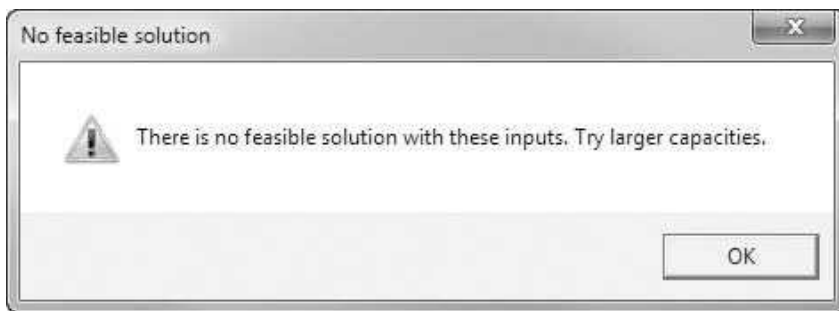 No feasible solution
There is no feasible solution with these inputs. Try larger capacities.
OK